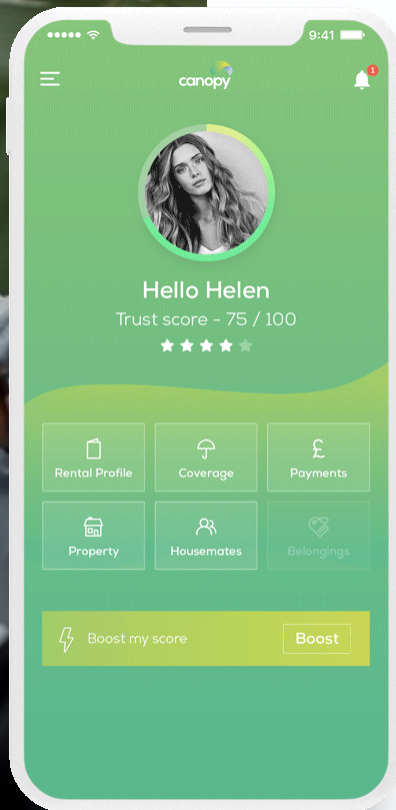 9:41
canopy
1
Hello Helen
Trust score - 75 / 100
Rental Profile
Coverage
£
Payments
Property
Housemates
Belongings
Boost my score
Boost